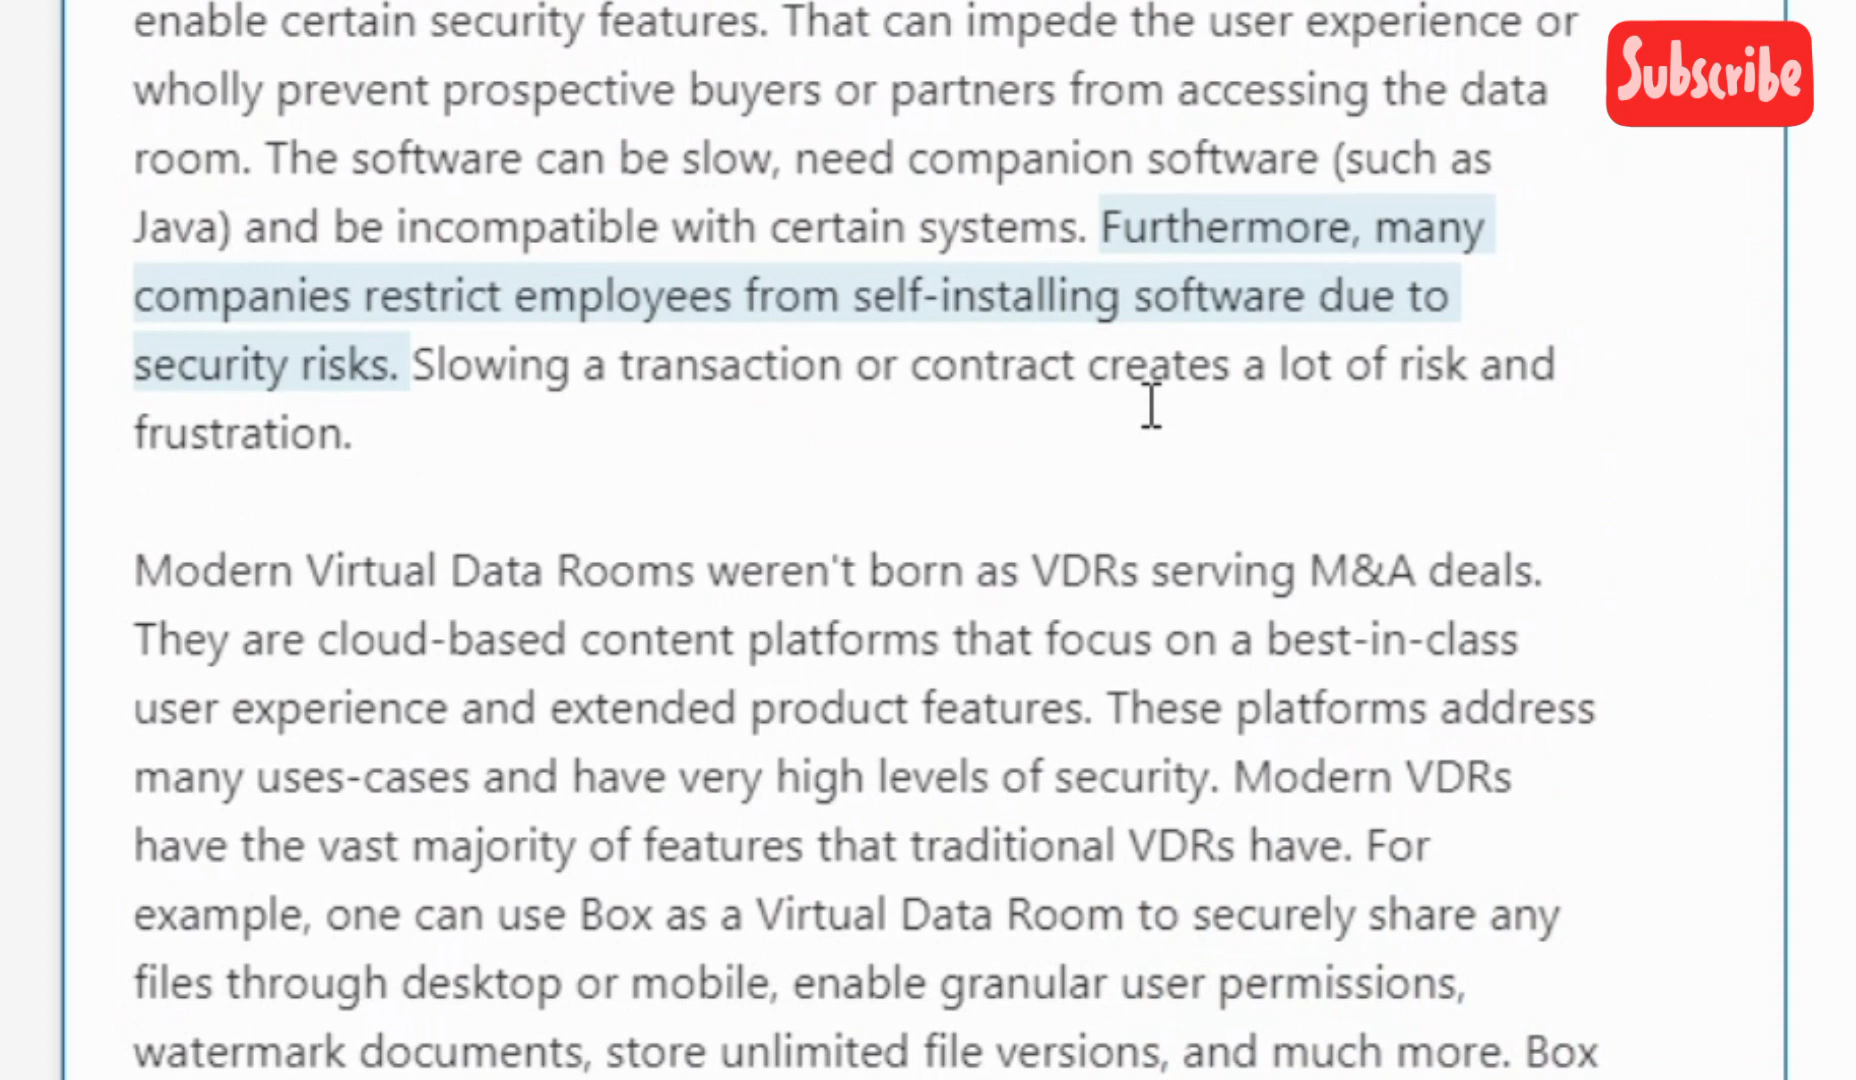 enable certain security features. That can impede the user experience or
Subscribe
wholly prevent prospective buyers or partners from accessing the data
room. The software can be slow, need companion software (such as
Java) and be incompatible with certain systems. Furthermore, many
companies restrict employees from self-installing software due to
security risks. Slowing a transaction or contract creates a lot of risk and
frustration.
Modern Virtual Data Rooms weren't born as VDRs serving M&A deals.
They are cloud-based content platforms that focus on a best-in-class
user experience and extended product features. These platforms address
many uses-cases and have very high levels of security. Modern VDRs
have the vast majority of features that traditional VDRs have. For
example, one can use Box as a Virtual Data Room to securely share any
files through desktop or mobile, enable granular user permissions,
watermark documents, store unlimited file versions, and much more. Box